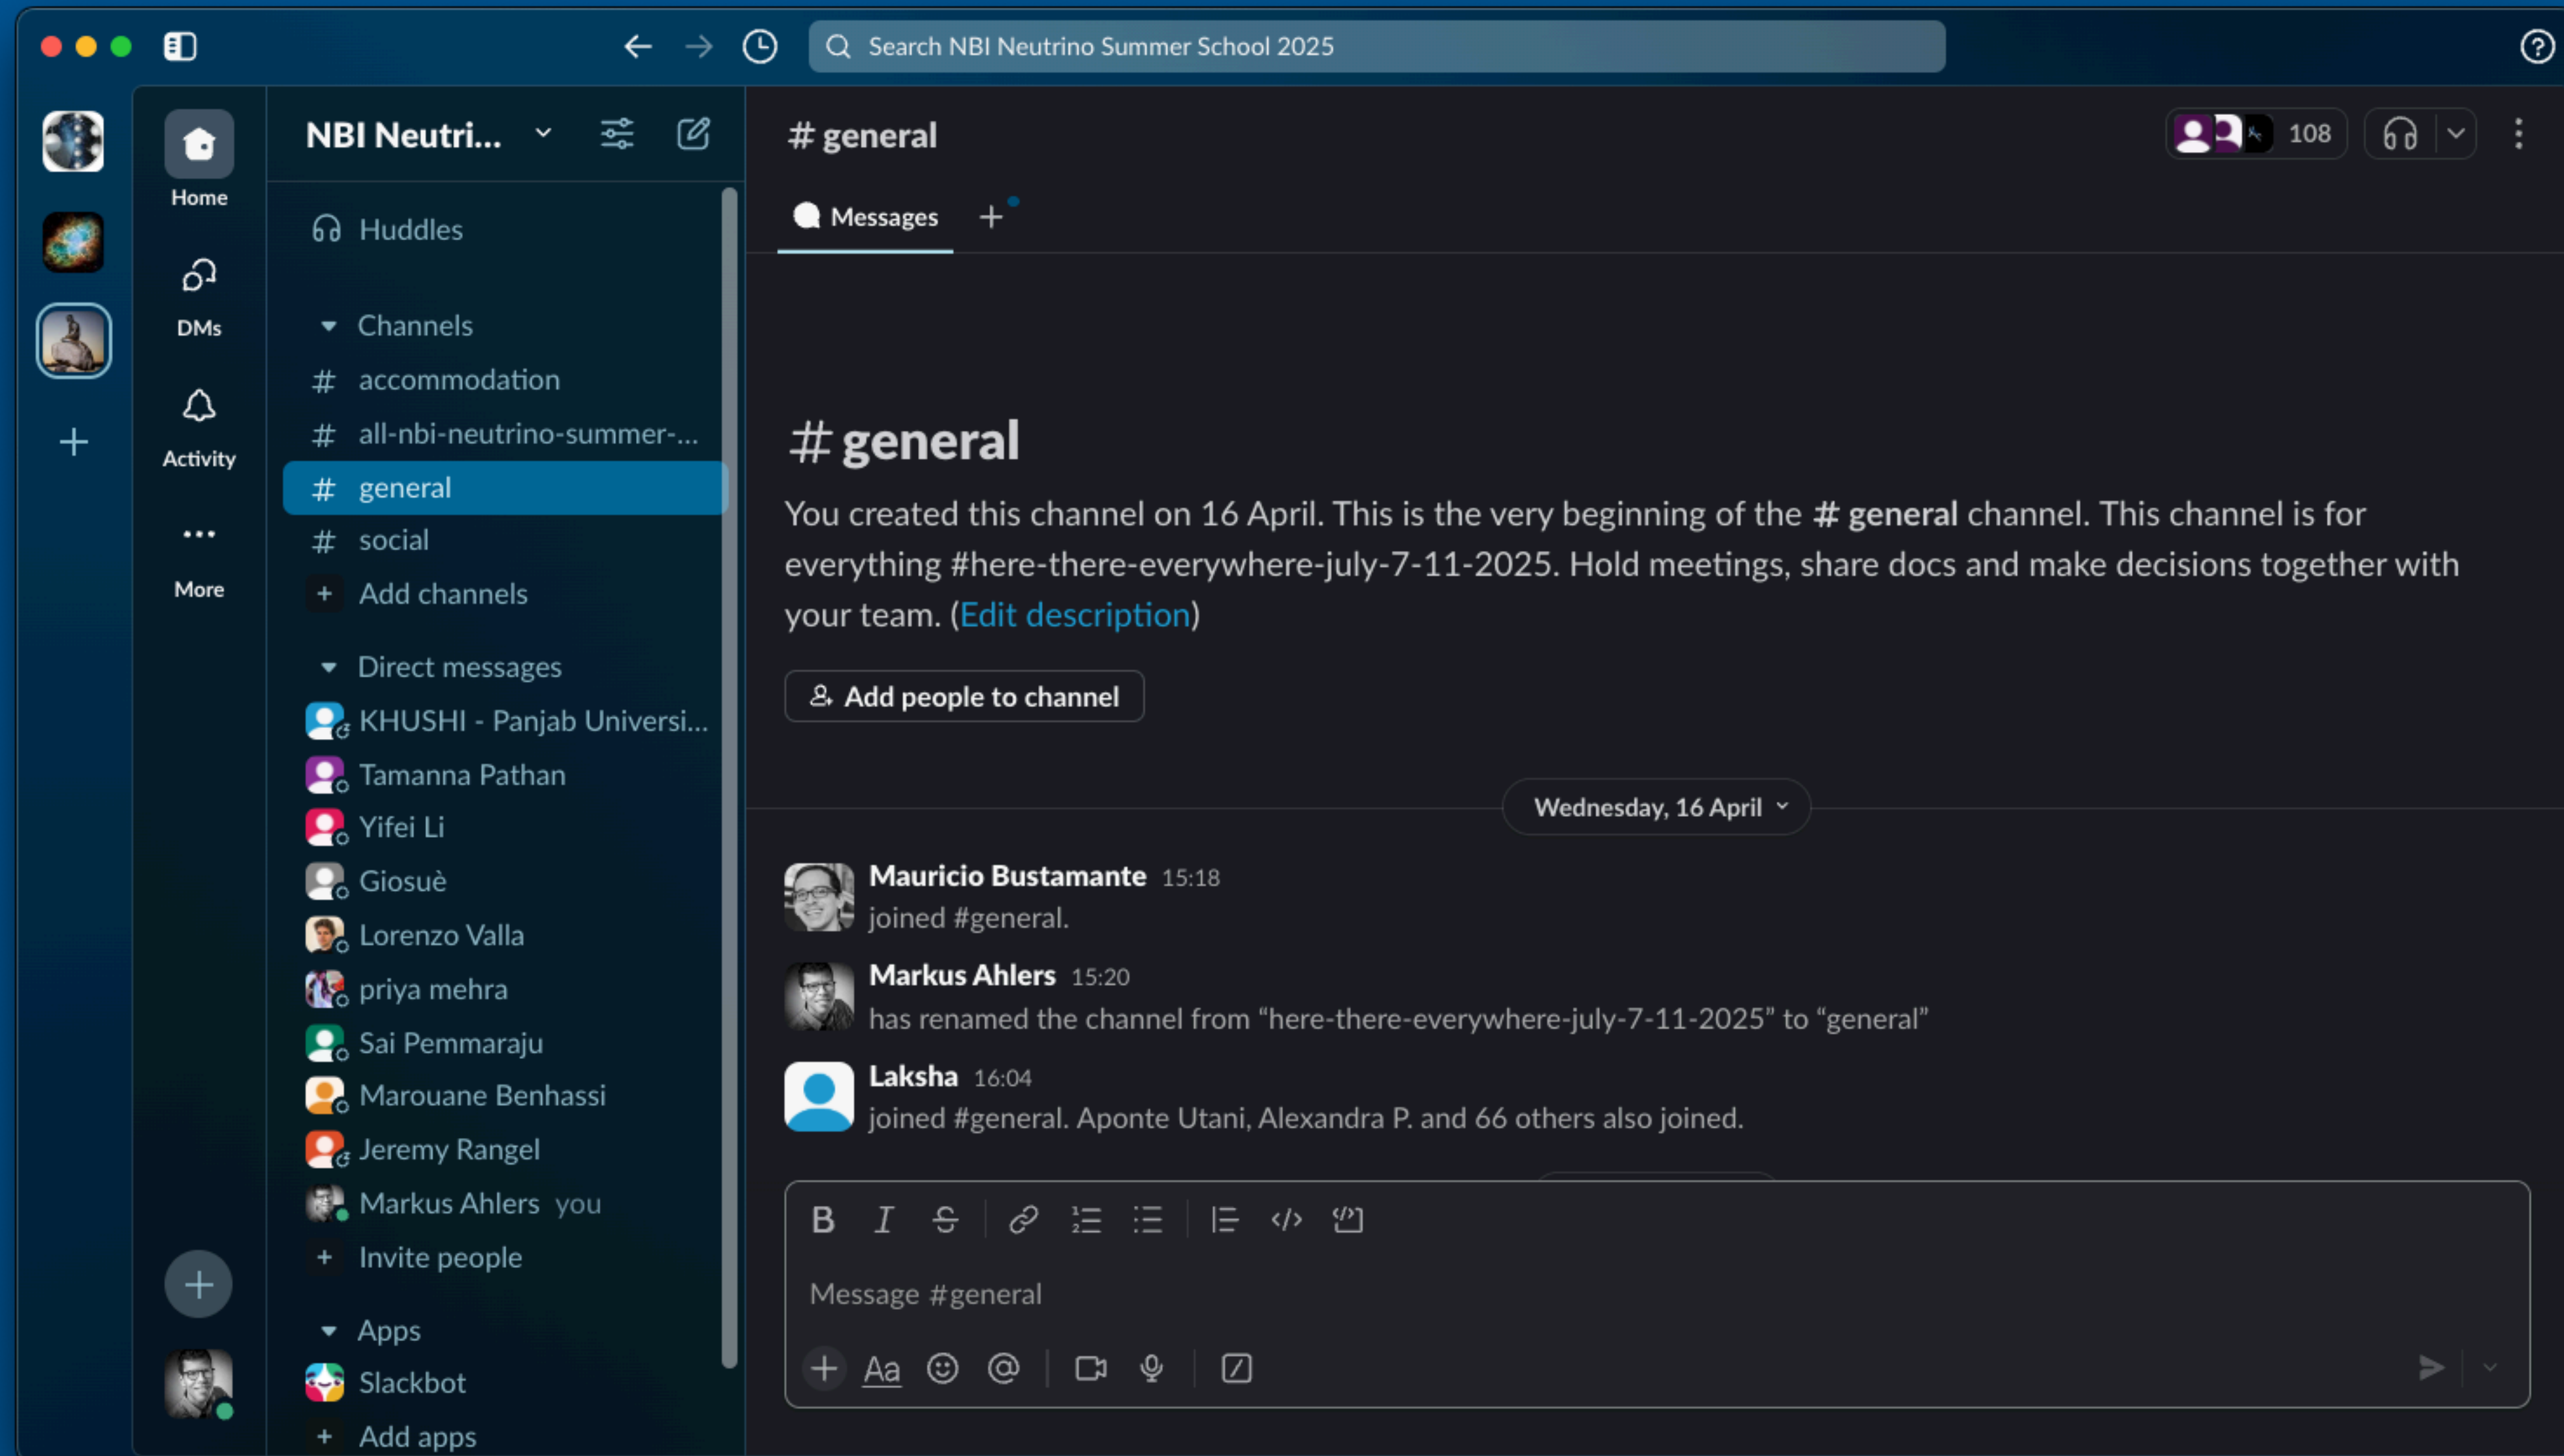 Search NBI Neutrino Summer School 2025
Home
DMs
Activity
More
NBI Neutri...
Huddles
Channels
# accommodation
# all-nbi-neutrino-summer-...
# general
# social
+ Add channels
Direct messages
KHUSHI - Panjab Universi...
Tamanna Pathan
Yifei Li
Giosuè
Lorenzo Valla
priya mehra
Sai Pemmaraju
Marouane Benhassi
Jeremy Rangel
Markus Ahlers you
+ Invite people
Apps
Slackbot
+ Add apps
# general
108
Messages +
# general
You created this channel on 16 April. This is the very beginning of the # general channel. This channel is for
everything #here-there-everywhere-july-7-11-2025. Hold meetings, share docs and make decisions together with
your team. (Edit description)
Add people to channel
Wednesday, 16 April
Mauricio Bustamante 15:18
joined #general.
Markus Ahlers 15:20
has renamed the channel from “here-there-everywhere-july-7-11-2025” to “general”
Laksha 16:04
joined #general. Aponte Utani, Alexandra P. and 66 others also joined.
B I S
Message #general
+ Aa @